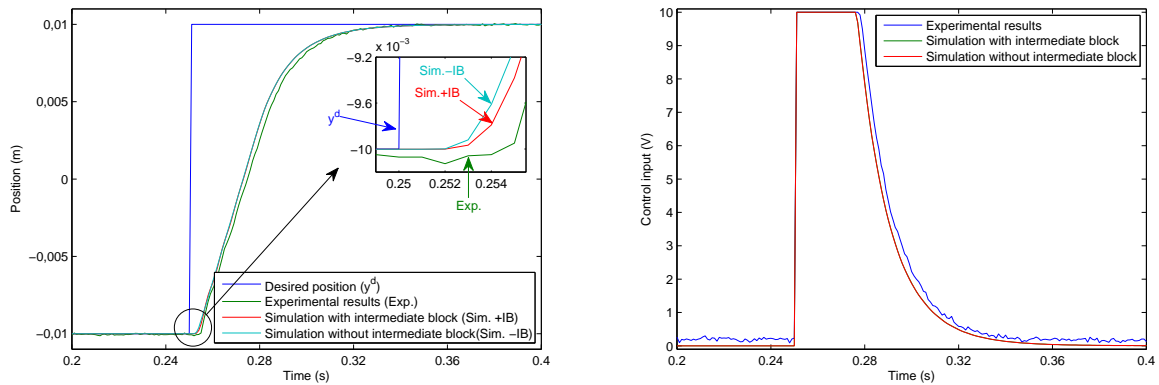 0,01
0,005
0
−0,005
−0.01
Position (m)
0.2
0.24
0.28
0.32
0.36
0.4
Time (s)
x 10⁻³
−9.2
−9.6
−10
0.25
0.252
0.254
Sim.−IB
Sim.+IB
yᵈ
Exp.
Desired position (yᵈ)
Experimental results (Exp.)
Simulation with intermediate block (Sim. +IB)
Simulation without intermediate block(Sim. −IB)
10
9
8
7
6
5
4
3
2
1
0
Control input (V)
0.2
0.24
0.28
0.32
0.36
0.4
Time (s)
Experimental results
Simulation with intermediate block
Simulation without intermediate block